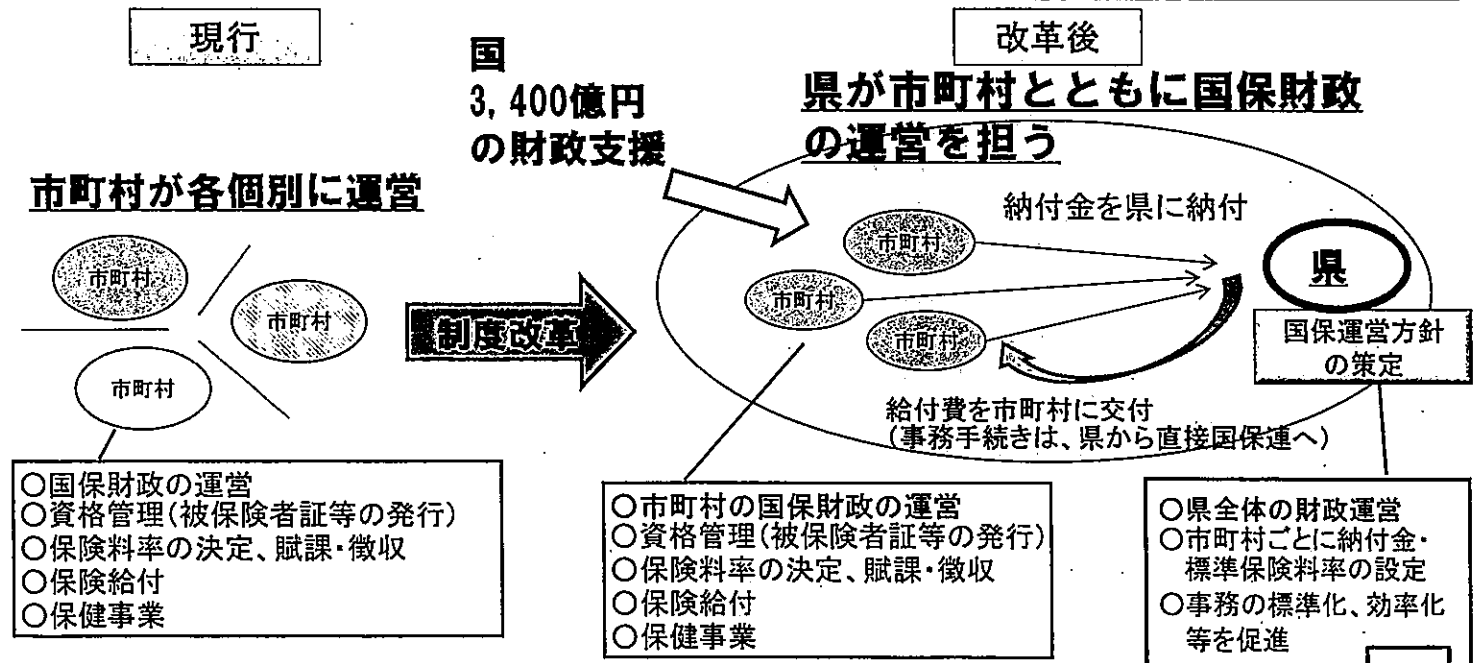 現行
市町村が各個別に運営
市町村
市町村
市町村
○国保財政の運営
○資格管理(被保険者証等の発行)
○保険料率の決定、賦課・徴収
○保険給付
○保健事業
国
3,400億円
の財政支援
制度改革
改革後
県が市町村とともに国保財政
の運営を担う
納付金を県に納付
市町村
市町村
市町村
県
国保運営方針
の策定
給付費を市町村に交付
(事務手続きは、県から直接国保連へ)
○市町村の国保財政の運営
○資格管理(被保険者証等の発行)
○保険料率の決定、賦課・徴収
○保険給付
○保健事業
○県全体の財政運営
○市町村ごとに納付金・
標準保険料率の設定
○事務の標準化、効率化
等を促進